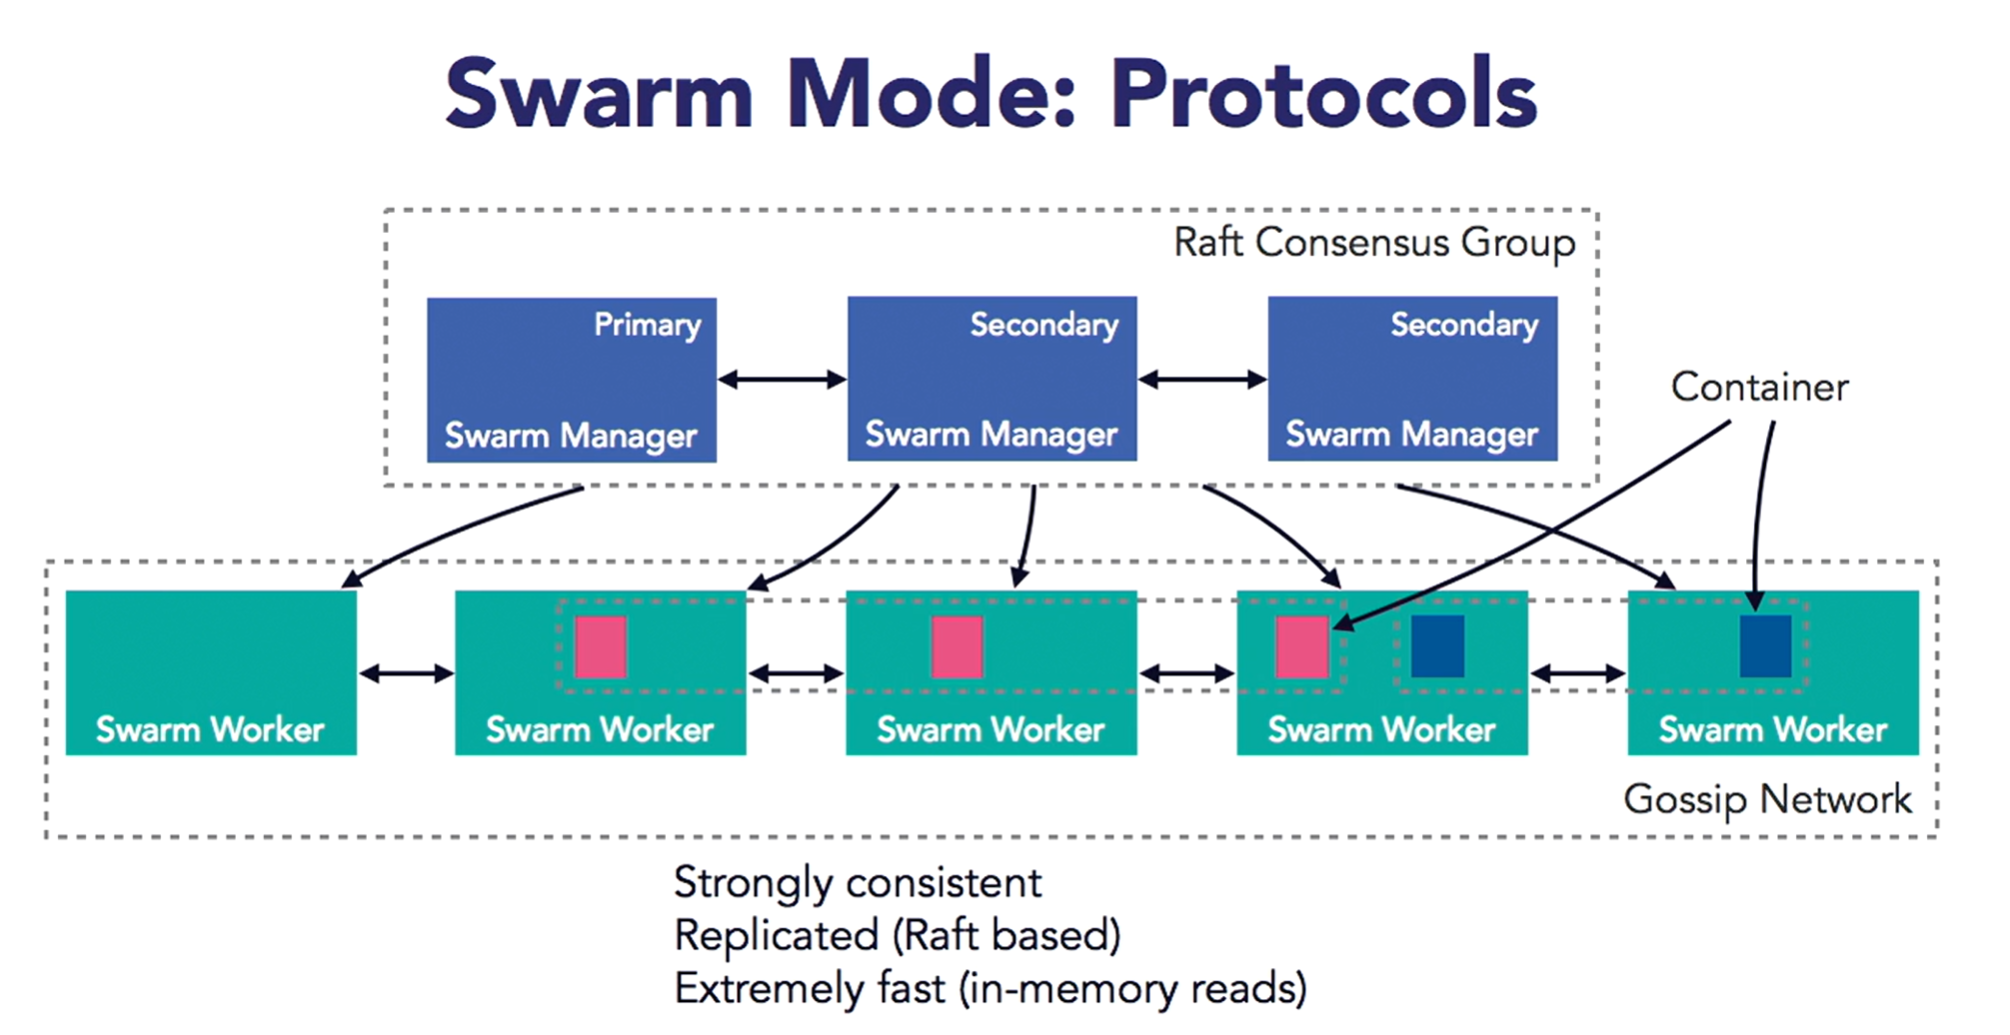 Swarm Mode: Protocols
Raft Consensus Group
Primary
Swarm Manager
Secondary
Swarm Manager
Secondary
Swarm Manager
Container
Swarm Worker
Swarm Worker
Swarm Worker
Swarm Worker
Swarm Worker
Gossip Network
Strongly consistent
Replicated (Raft based)
Extremely fast (in-memory reads)